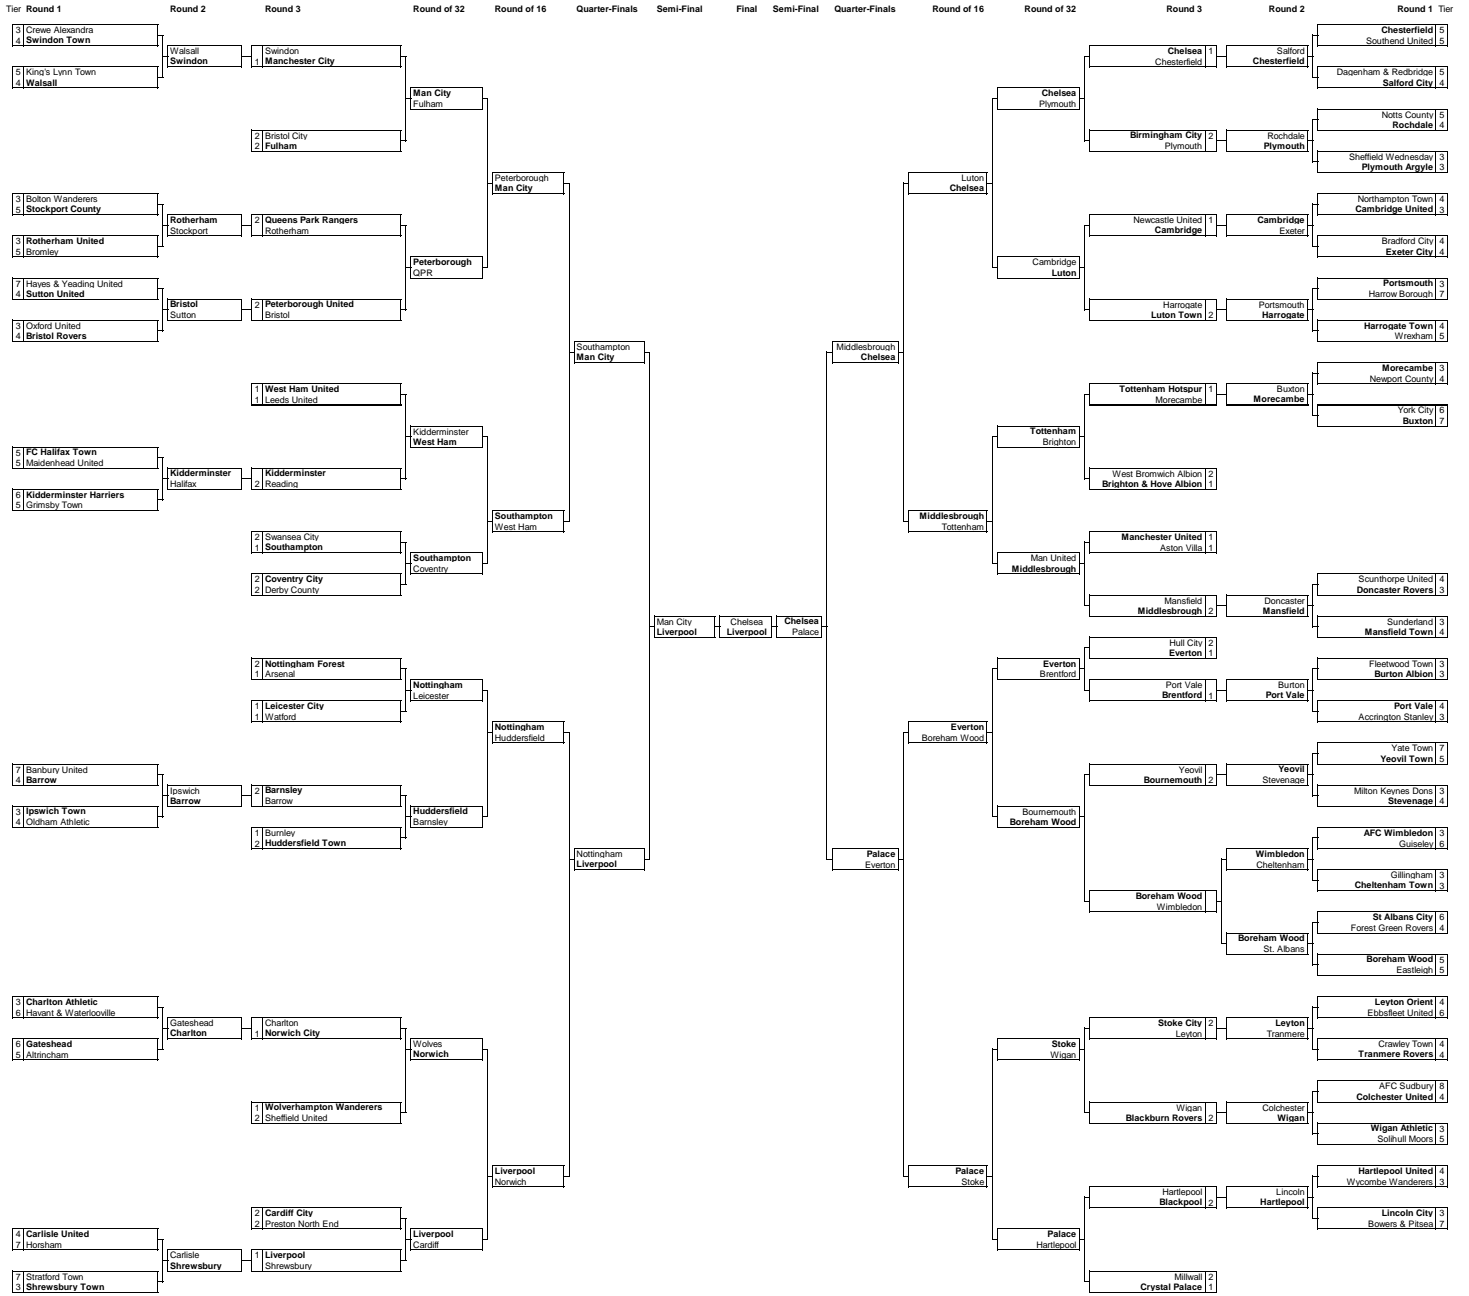 Tier Round 1 Round 2 Round 3 Round of 32 Round of 16 Quarter-Finals Semi-Final Final Semi-Final Quarter-Finals Round of 16 Round of 32 Round 3 Round 2 Round 1 Tier
3 Crewe Alexandra
4 Swindon Town
5 King's Lynn Town
4 Walsall
3 Bolton Wanderers
5 Stockport County
3 Rotherham United
5 Bromley
7 Hayes & Yeading United
4 Sutton United
3 Oxford United
4 Bristol Rovers
5 FC Halifax Town
5 Maidenhead United
6 Kidderminster Harriers
5 Grimsby Town
7 Banbury United
4 Barrow
3 Ipswich Town
4 Oldham Athletic
3 Charlton Athletic
6 Havant & Waterlooville
6 Gateshead
5 Altrincham
4 Carlisle United
7 Horsham
7 Stratford Town
3 Shrewsbury Town
Walsall
Swindon
Rotherham
Stockport
Bristol
Sutton
Kidderminster
Halifax
Ipswich
Barrow
Gateshead
Charlton
Carlisle
Shrewsbury
Swindon
1 Manchester City
2 Bristol City
2 Fulham
2 Queens Park Rangers
Rotherham
2 Peterborough United
Bristol
1 West Ham United
1 Leeds United
Kidderminster
2 Reading
2 Swansea City
1 Southampton
2 Coventry City
2 Derby County
2 Nottingham Forest
1 Arsenal
1 Leicester City
1 Watford
2 Barnsley
Barrow
1 Burnley
2 Huddersfield Town
Charlton
1 Norwich City
1 Wolverhampton Wanderers
2 Sheffield United
2 Cardiff City
2 Preston North End
1 Liverpool
Shrewsbury
Man City
Fulham
Peterborough
QPR
Kidderminster
West Ham
Southampton
Coventry
Nottingham
Leicester
Huddersfield
Barnsley
Wolves
Norwich
Liverpool
Cardiff
Peterborough
Man City
Southampton
West Ham
Nottingham
Huddersfield
Liverpool
Norwich
Southampton
Man City
Nottingham
Liverpool
Man City
Liverpool
Chelsea
Liverpool
Chelsea
Palace
Middlesbrough
Chelsea
Palace
Everton
Luton
Chelsea
Middlesbrough
Tottenham
Everton
Boreham Wood
Palace
Stoke
Chelsea
Plymouth
Cambridge
Luton
Tottenham
Brighton
Man United
Middlesbrough
Everton
Brentford
Bournemouth
Boreham Wood
Stoke
Wigan
Palace
Hartlepool
Chelsea 1
Chesterfield
Birmingham City 2
Plymouth
Newcastle United 1
Cambridge
Harrogate
Luton Town 2
Tottenham Hotspur 1
Morecambe
West Bromwich Albion 2
Brighton & Hove Albion 1
Manchester United 1
Aston Villa 1
Mansfield
Middlesbrough 2
Hull City 2
Everton 1
Port Vale
Brentford 1
Yeovil
Bournemouth 2
Boreham Wood
Wimbledon
Stoke City 2
Leyton
Wigan
Blackburn Rovers 2
Hartlepool
Blackpool 2
Millwall 2
Crystal Palace 1
Salford
Chesterfield
Rochdale
Plymouth
Cambridge
Exeter
Portsmouth
Harrogate
Buxton
Morecambe
Doncaster
Mansfield
Burton
Port Vale
Yeovil
Stevenage
Wimbledon
Cheltenham
Boreham Wood
St. Albans
Leyton
Tranmere
Colchester
Wigan
Lincoln
Hartlepool
Chesterfield 5
Southend United 5
Dagenham & Redbridge 5
Salford City 4
Notts County 5
Rochdale 4
Sheffield Wednesday 3
Plymouth Argyle 3
Northampton Town 4
Cambridge United 3
Bradford City 4
Exeter City 4
Portsmouth 3
Harrow Borough 7
Harrogate Town 4
Wrexham 5
Morecambe 3
Newport County 4
York City 6
Buxton 7
Scunthorpe United 4
Doncaster Rovers 3
Sunderland 3
Mansfield Town 4
Fleetwood Town 3
Burton Albion 3
Port Vale 4
Accrington Stanley 3
Yate Town 7
Yeovil Town 5
Milton Keynes Dons 3
Stevenage 4
AFC Wimbledon 3
Guiseley 6
Gillingham 3
Cheltenham Town 3
St Albans City 6
Forest Green Rovers 4
Boreham Wood 5
Eastleigh 5
Leyton Orient 4
Ebbsfleet United 6
Crawley Town 4
Tranmere Rovers 4
AFC Sudbury 8
Colchester United 4
Wigan Athletic 3
Solihull Moors 5
Hartlepool United 4
Wycombe Wanderers 3
Lincoln City 3
Bowers & Pitsea 7